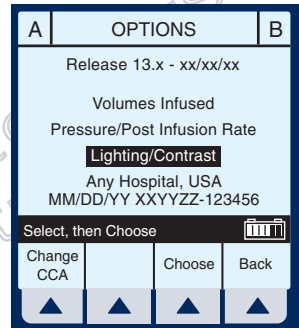 A OPTIONS B
Release 13.x - xx/xx/xx
Volumes Infused
Pressure/Post Infusion Rate
Lighting/Contrast
Any Hospital, USA
MM/DD/YY XXYYZZ-123456
Select, then Choose
Change CCA Choose Back